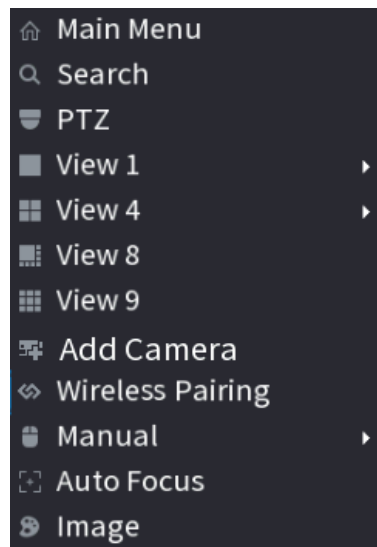 Main Menu
Search
PTZ
View 1
View 4
View 8
View 9
Add Camera
Wireless Pairing
Manual
Auto Focus
Image